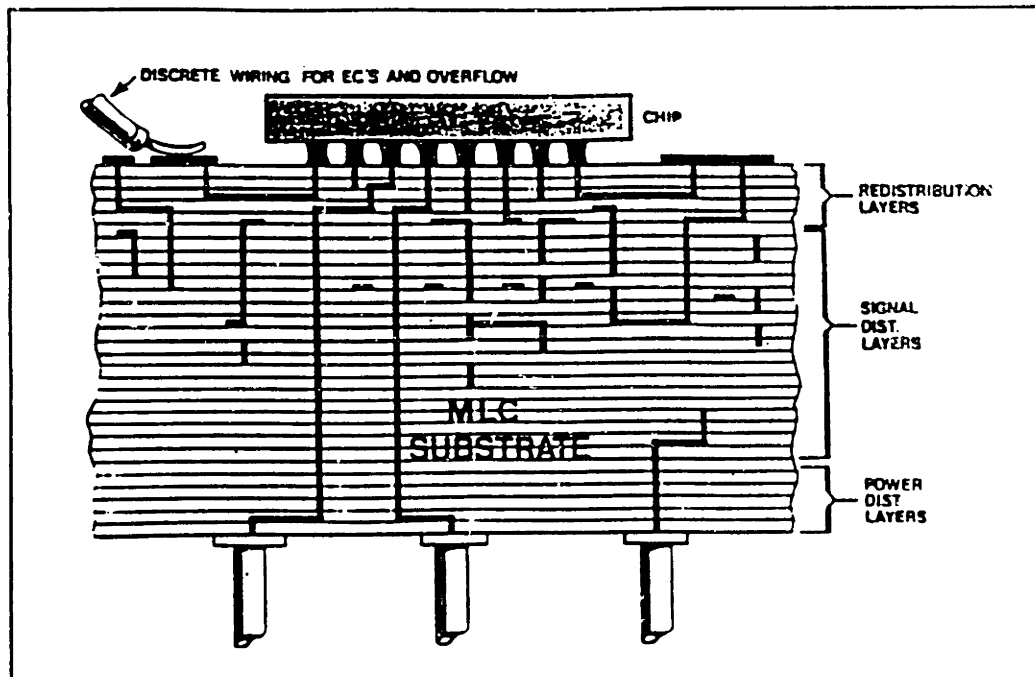 DISCRETE WIRING FOR EC'S AND OVERFLOW
CHIP
REDISTRIBUTION
LAYERS
SIGNAL
DIST.
LAYERS
MLC
SUBSTRATE
POWER
DIST
LAYERS